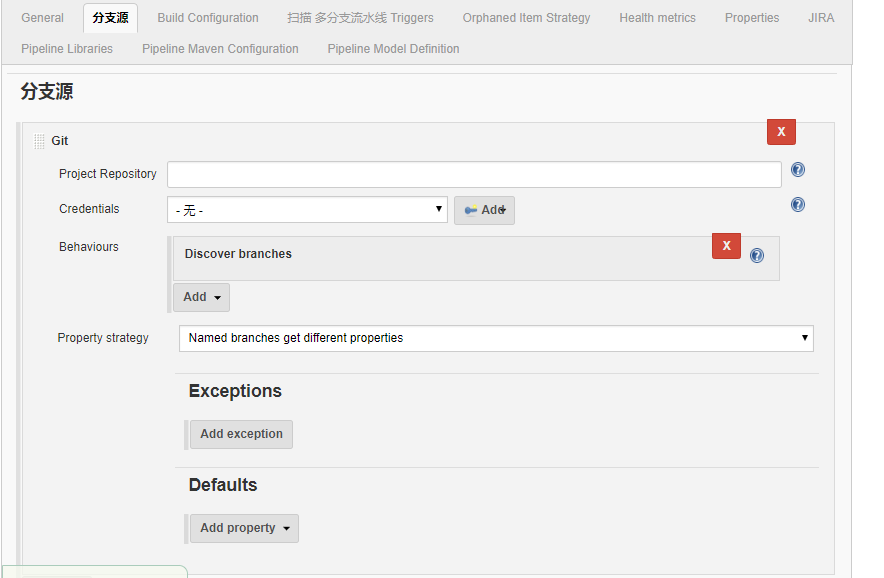 General 分支源 Build Configuration 扫描 多分支流水线 Triggers Orphaned Item Strategy Health metrics Properties JIRA
Pipeline Libraries Pipeline Maven Configuration Pipeline Model Definition
分支源
Git X
Project Repository
Credentials - 无 - Add
Behaviours Discover branches X
Add
Property strategy Named branches get different properties
Exceptions
Add exception
Defaults
Add property